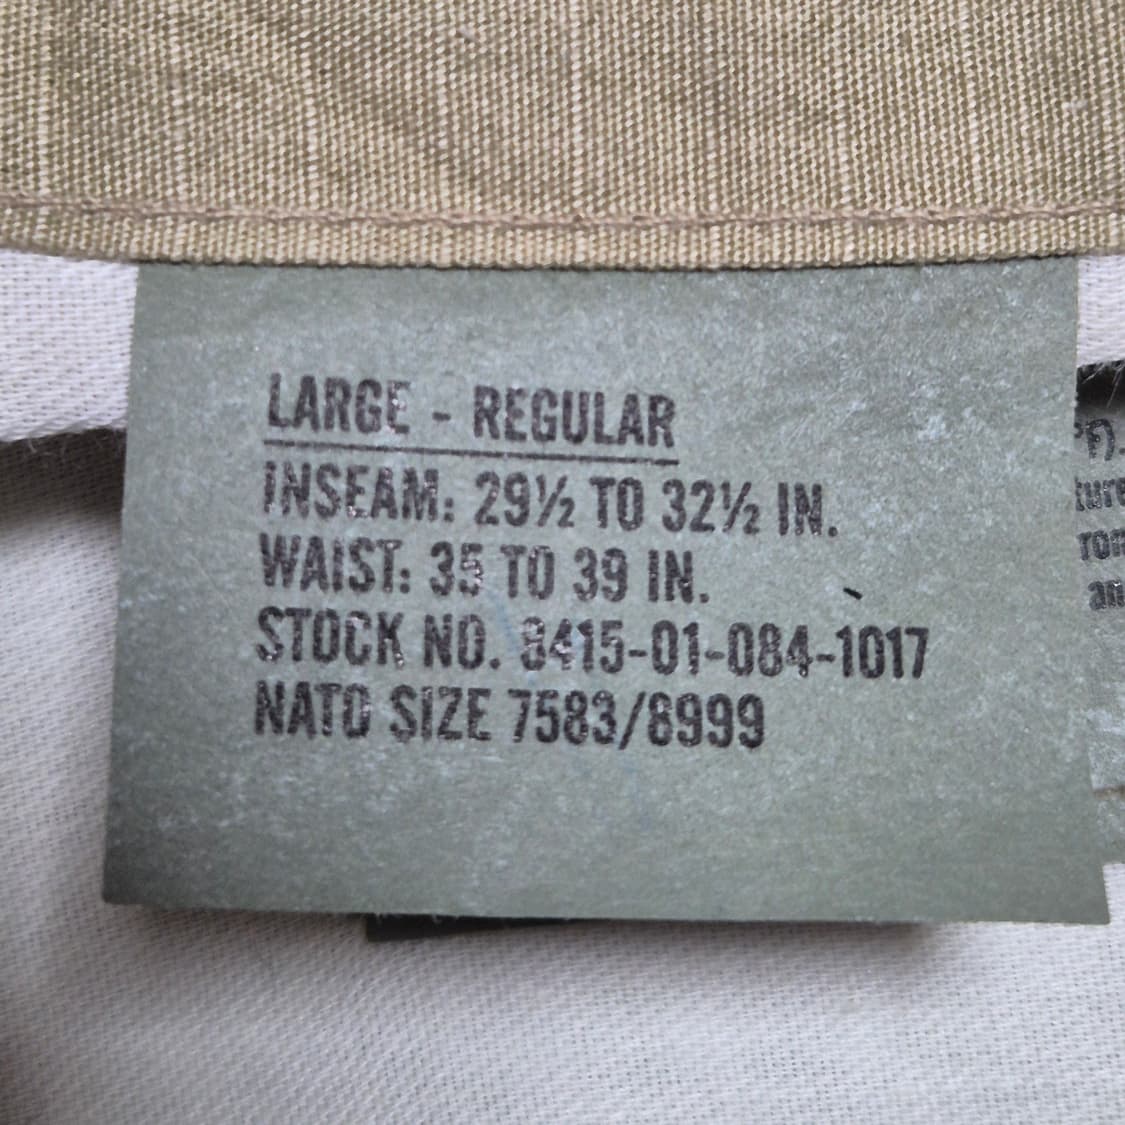 LARGE - REGULAR
INSEAM: 29½ TO 32½ IN.
WAIST: 35 TO 39 IN.
STOCK NO. 8415-01-084-1017
NATO SIZE 7583/8999